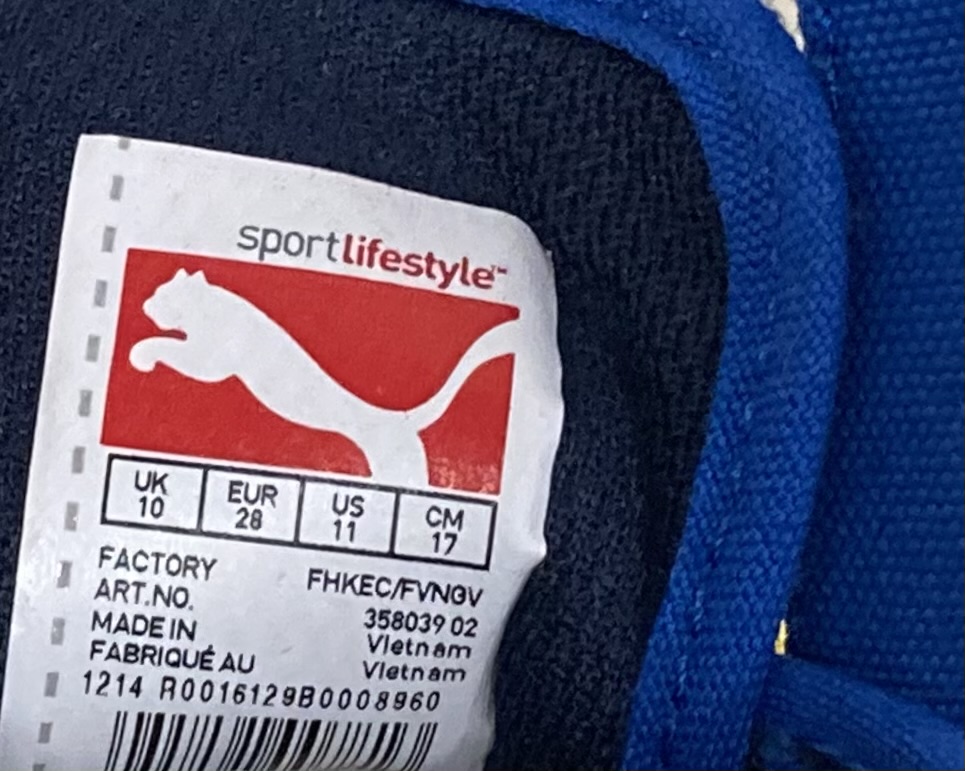 sportlifestyle™
UK EUR US CM
10 28 11 17
FACTORY FHKEC/FVNGV
ART.NO. 358039 02
MADE IN Vietnam
FABRIQUÉ AU Vietnam
1214 R0016129B0008960